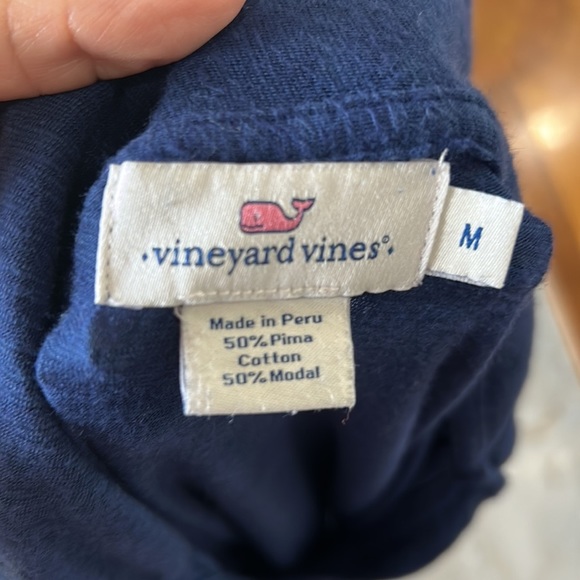 ·vineyard vines®·
M
Made in Peru
50% Pima
Cotton
50% Modal